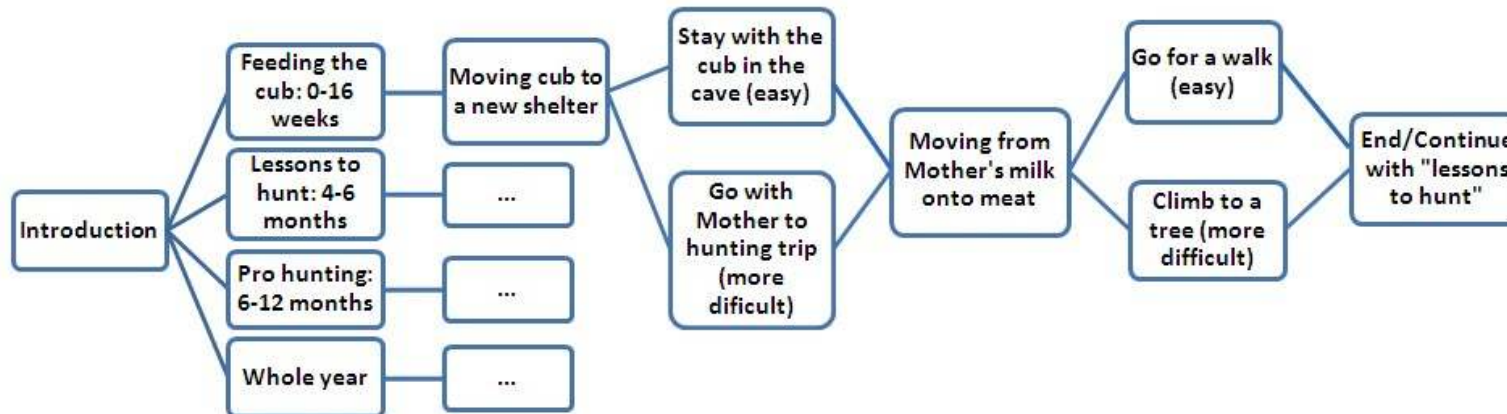 Introduction
Feeding the
cub: 0-16
weeks
Lessons to
hunt: 4-6
months
Pro hunting:
6-12 months
Whole year
Moving cub to
a new shelter
...
...
...
Stay with the
cub in the
cave (easy)
Go with
Mother to
hunting trip
(more
dificult)
Moving from
Mother's milk
onto meat
Go for a walk
(easy)
Climb to a
tree (more
difficult)
End/Continue
with "lessons
to hunt"